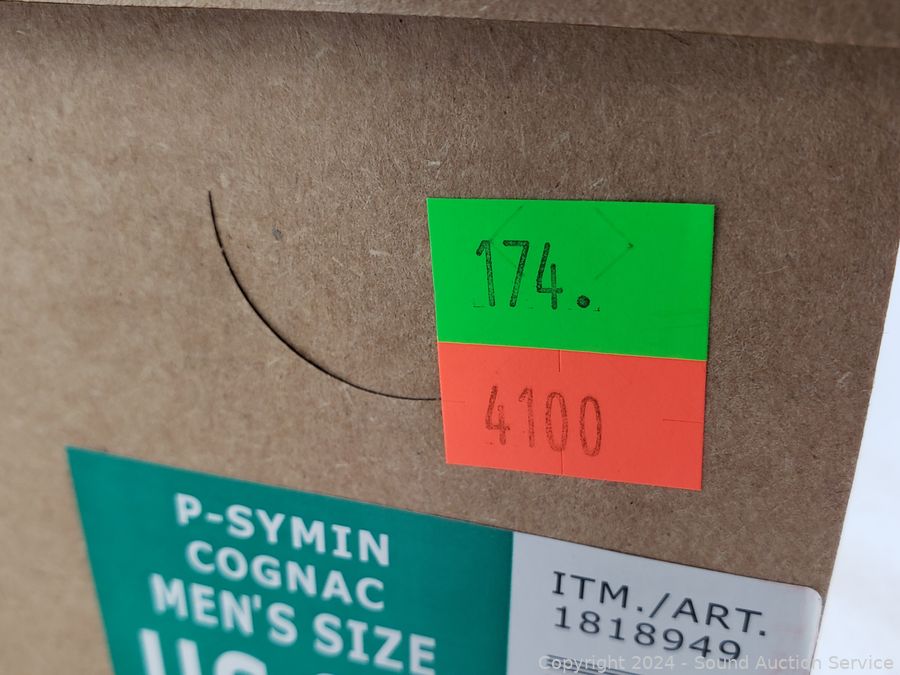 174.
4100
P-SYMIN
COGNAC
MEN'S SIZE
ITM./ART.
1818949
Copyright 2024 - Sound Auction Service